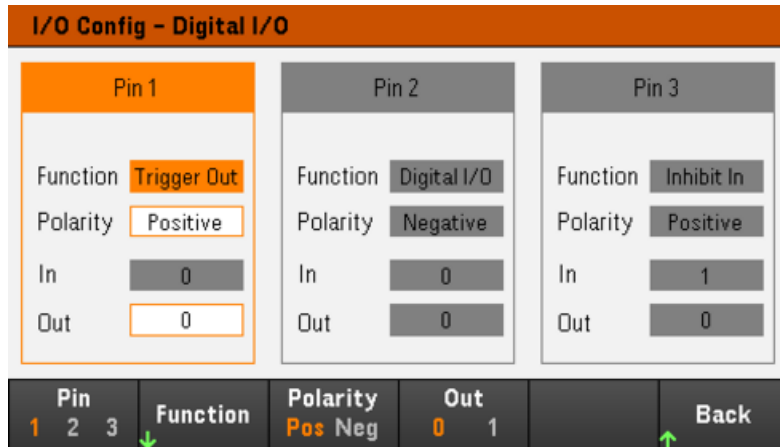 I/O Config - Digital I/O
Pin 1 Pin 2 Pin 3
Function Trigger Out Function Digital I/O Function Inhibit In
Polarity Positive Polarity Negative Polarity Positive
In 0 In 0 In 1
Out 0 Out 0 Out 0
Pin Polarity Out
1 2 3 Function Pos Neg 0 1 Back